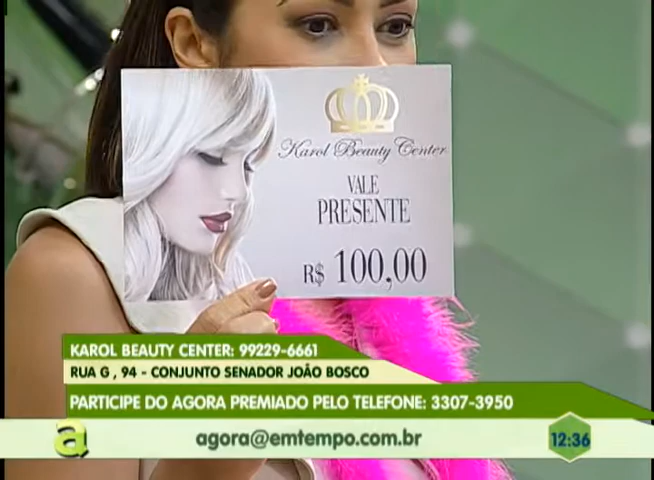 Karol Beauty Center
VALE
PRESENTE
R$ 100,00
KAROL BEAUTY CENTER: 99229-6661
RUA G , 94 - CONJUNTO SENADOR JOÃO BOSCO
PARTICIPE DO AGORA PREMIADO PELO TELEFONE: 3307-3950
a agora@emtempo.com.br 12:36